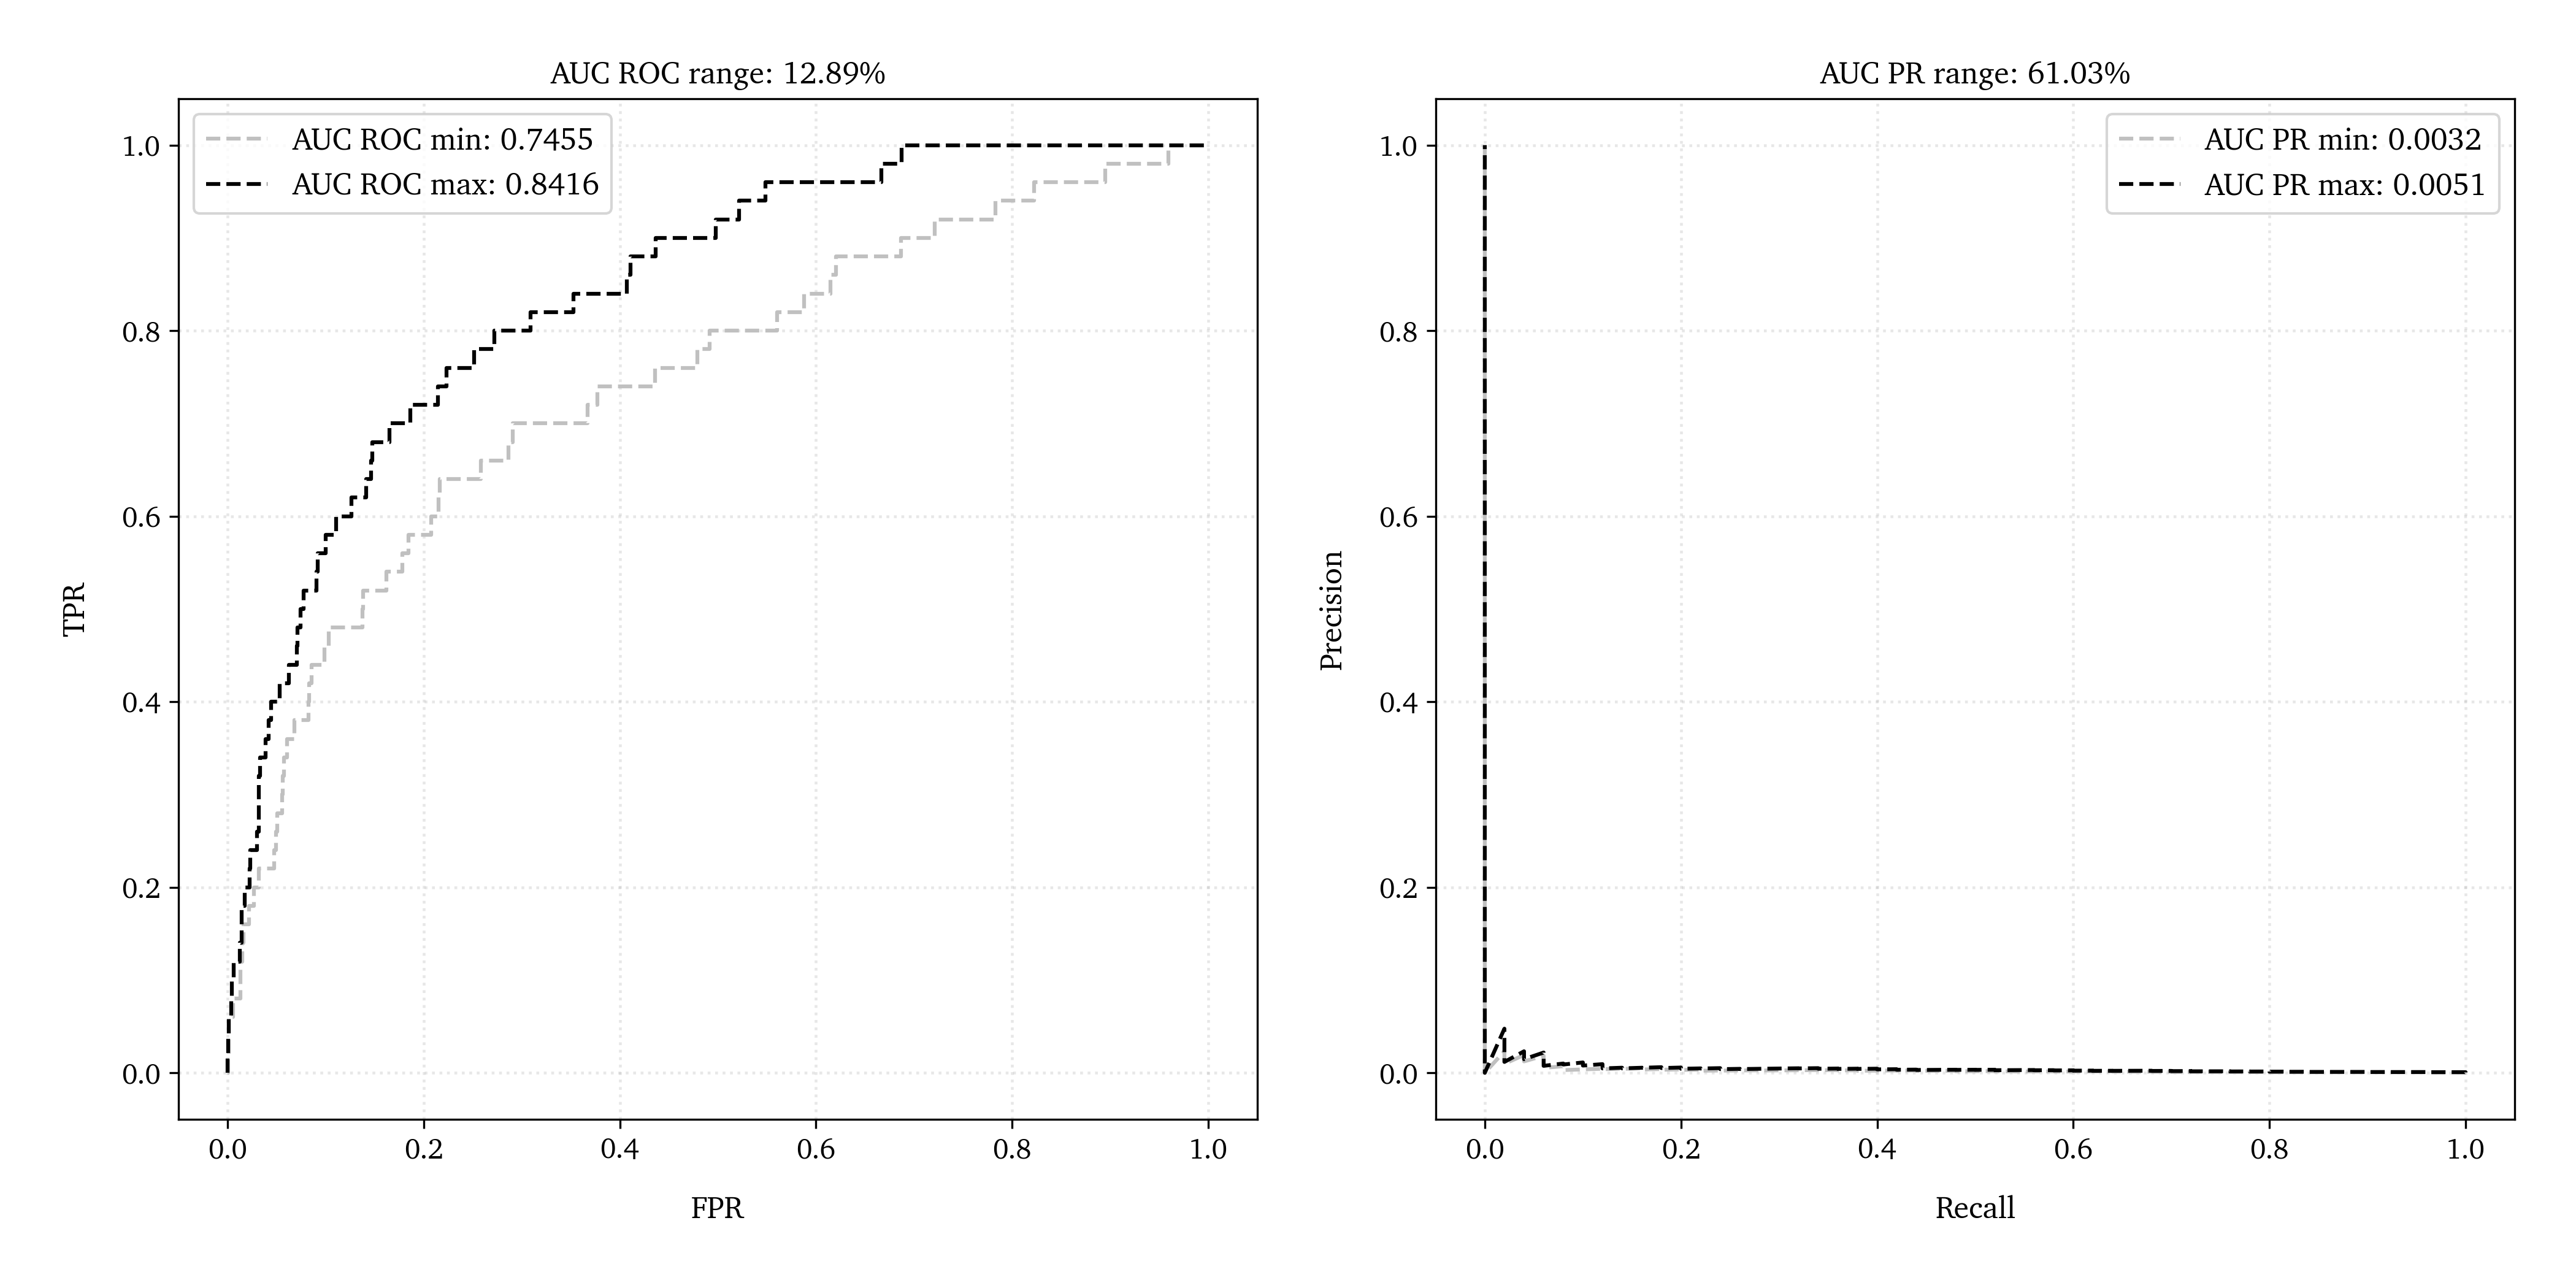 AUC ROC range: 12.89%
AUC ROC min: 0.7455
AUC ROC max: 0.8416
1.0
0.8
0.6
0.4
0.2
0.0
TPR
0.0 0.2 0.4 0.6 0.8 1.0
FPR
AUC PR range: 61.03%
AUC PR min: 0.0032
AUC PR max: 0.0051
1.0
0.8
0.6
0.4
0.2
0.0
Precision
0.0 0.2 0.4 0.6 0.8 1.0
Recall